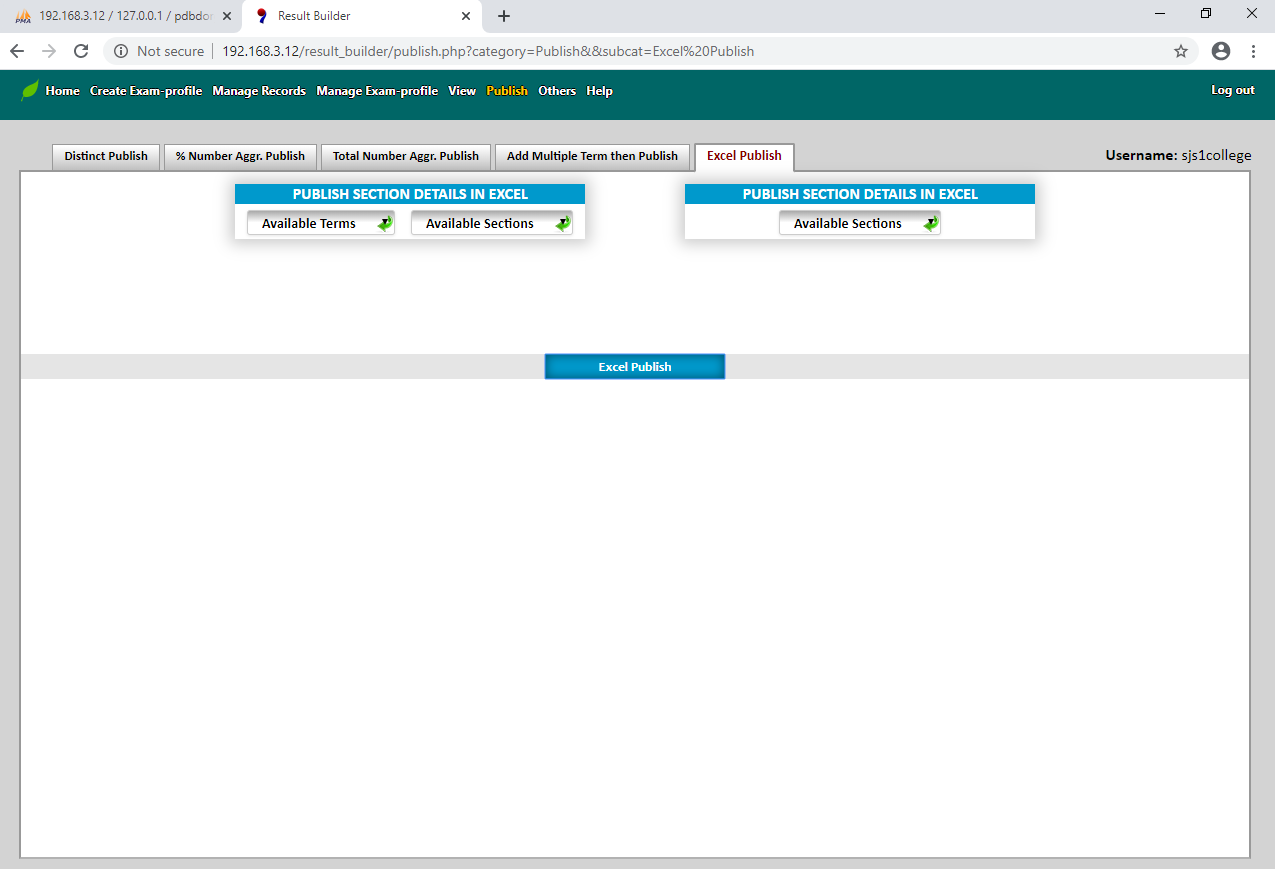 192.168.3.12 / 127.0.0.1 / pdbdor
Result Builder
Not secure
192.168.3.12/result_builder/publish.php?category=Publish&&subcat=Excel%20Publish
Home Create Exam-profile Manage Records Manage Exam-profile View Publish Others Help
Log out
Distinct Publish
% Number Aggr. Publish
Total Number Aggr. Publish
Add Multiple Term then Publish
Excel Publish
Username: sjs1college
PUBLISH SECTION DETAILS IN EXCEL
Available Terms
Available Sections
PUBLISH SECTION DETAILS IN EXCEL
Available Sections
Excel Publish